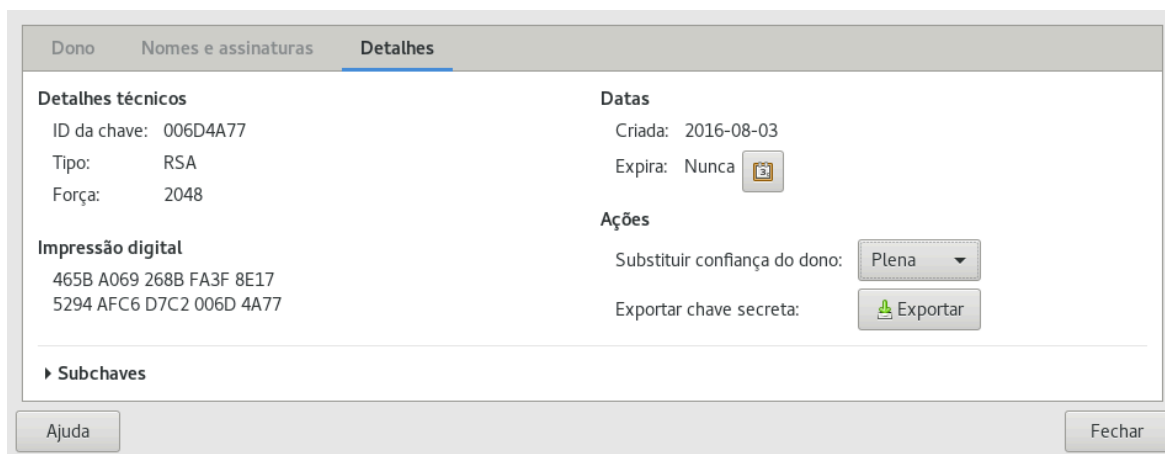 Dono Nomes e assinaturas Detalhes
Detalhes técnicos
ID da chave: 006D4A77
Tipo: RSA
Força: 2048
Impressão digital
465B A069 268B FA3F 8E17
5294 AFC6 D7C2 006D 4A77
Datas
Criada: 2016-08-03
Expira: Nunca
Ações
Substituir confiança do dono: Plena
Exportar chave secreta: Exportar
Subchaves
Ajuda Fechar